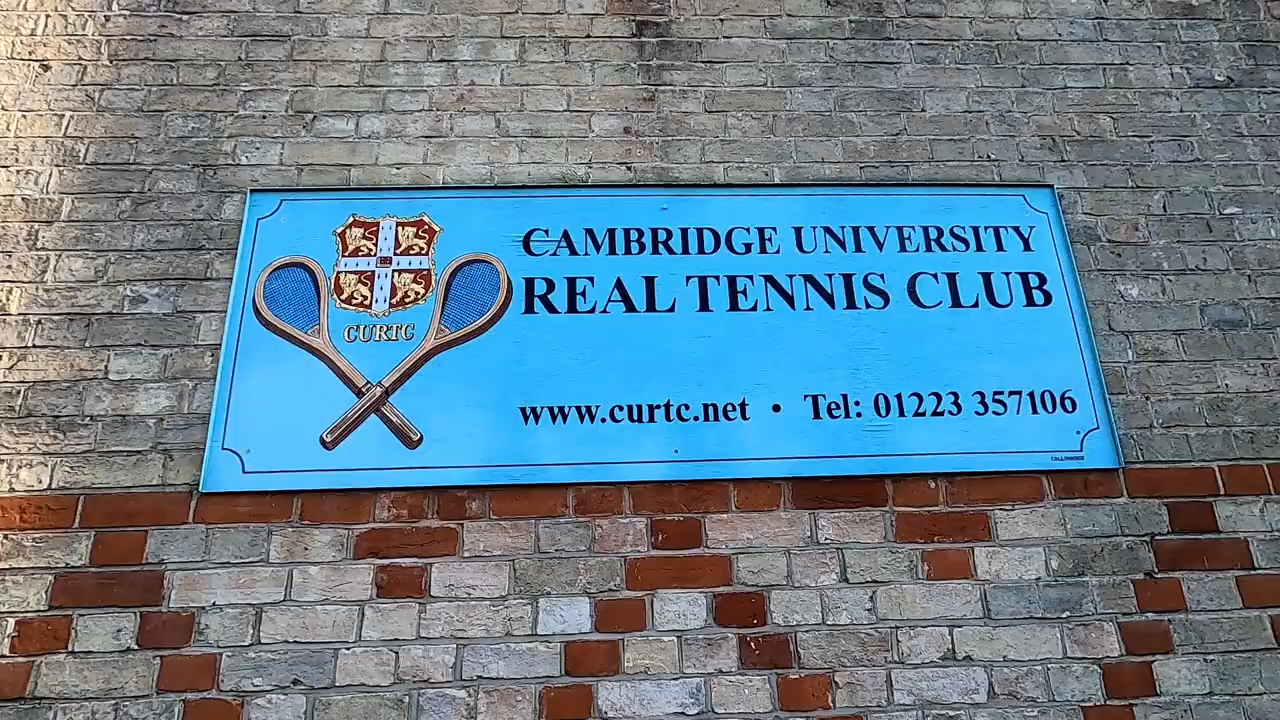 CAMBRIDGE UNIVERSITY
REAL TENNIS CLUB
CURTC
www.curtc.net • Tel: 01223 357106